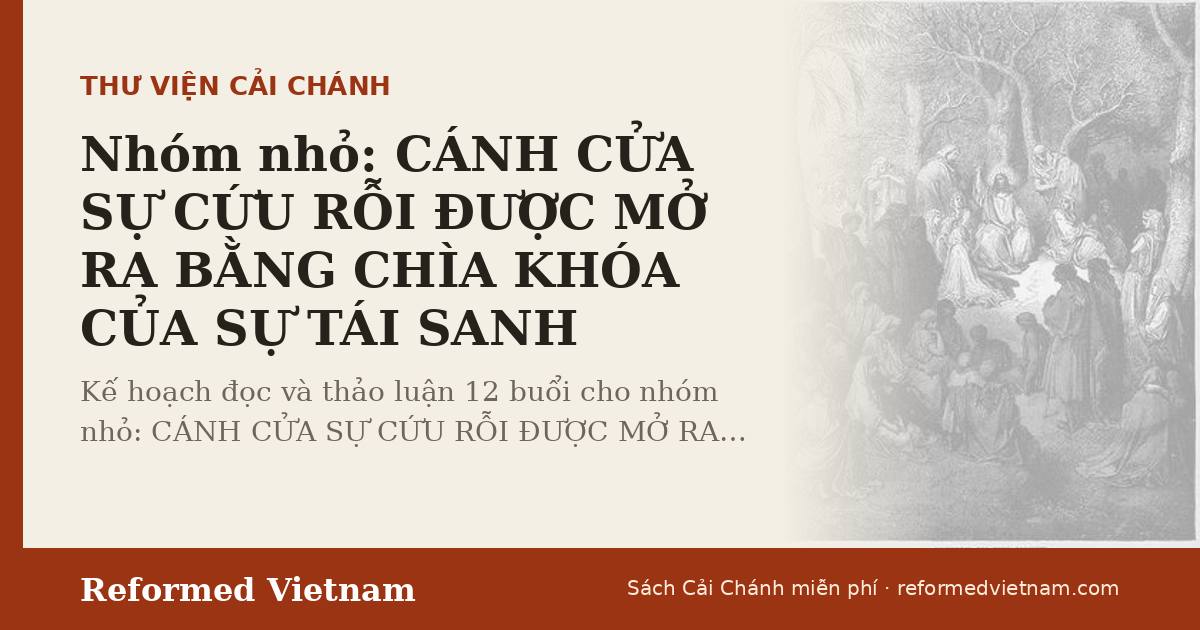 THƯ VIỆN CẢI CHÁNH
Nhóm nhỏ: CÁNH CỬA
SỰ CỨU RỖI ĐƯỢC MỞ
RA BẰNG CHÌA KHÓA
CỦA SỰ TÁI SANH
Kế hoạch đọc và thảo luận 12 buổi cho nhóm
nhỏ: CÁNH CỬA SỰ CỨU RỖI ĐƯỢC MỞ RA...
Reformed Vietnam
Sách Cải Chánh miễn phí · reformedvietnam.com